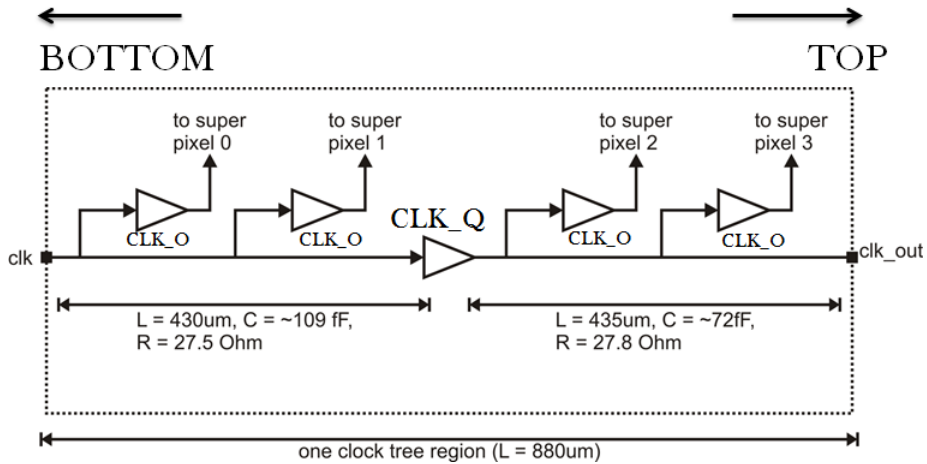 BOTTOM
TOP
to super
pixel 0
to super
pixel 1
to super
pixel 2
to super
pixel 3
CLK_O
CLK_O
CLK_Q
CLK_O
CLK_O
clk
clk_out
L = 430um, C = ~109 fF,
R = 27.5 Ohm
L = 435um, C = ~72fF,
R = 27.8 Ohm
one clock tree region (L = 880um)